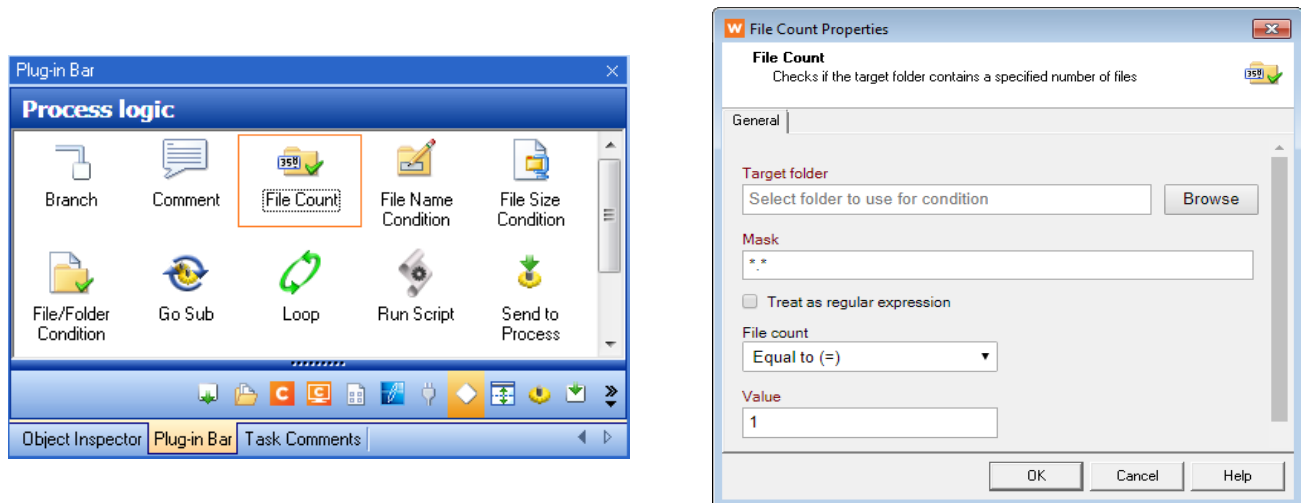 Plug-in Bar
Process logic
Branch
Comment
File Count
File Name
Condition
File Size
Condition
File/Folder
Condition
Go Sub
Loop
Run Script
Send to
Process
Object Inspector
Plug-in Bar
Task Comments
W File Count Properties
File Count
Checks if the target folder contains a specified number of files
358
General
Target folder
Select folder to use for condition
Browse
Mask
*.*
Treat as regular expression
File count
Equal to (=)
Value
1
OK
Cancel
Help